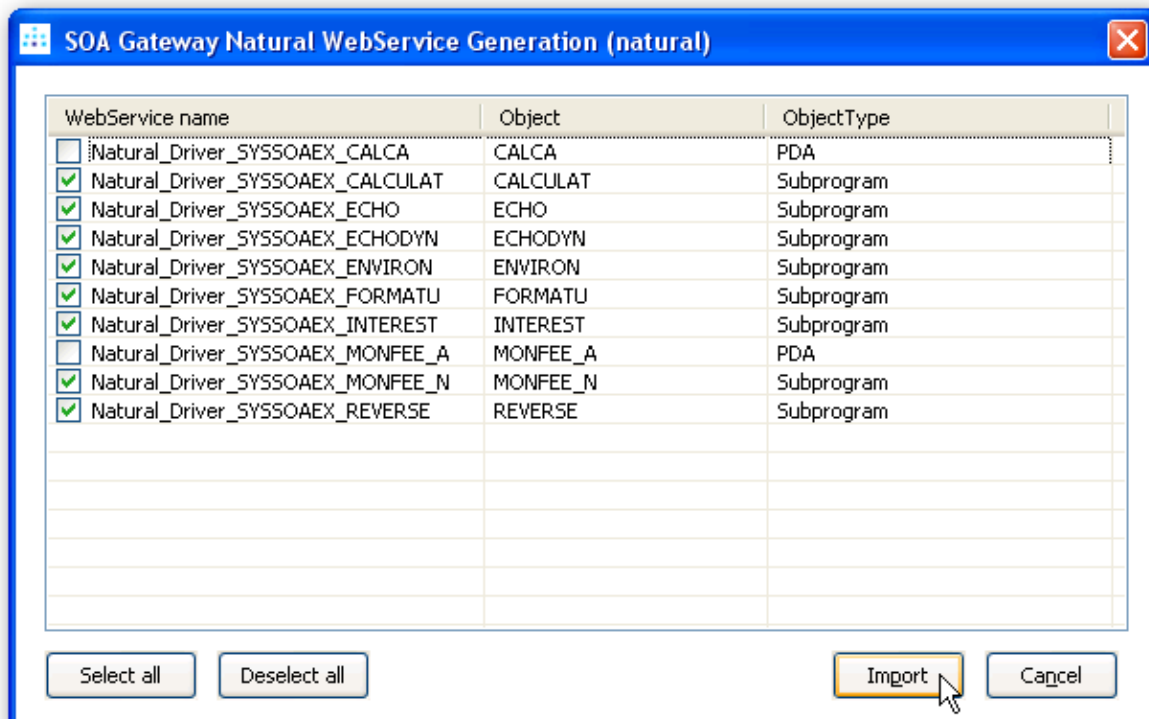 SOA Gateway Natural WebService Generation (natural)
WebService name Object ObjectType
Natural_Driver_SYSSOAEX_CALCA CALCA PDA
Natural_Driver_SYSSOAEX_CALCULAT CALCULAT Subprogram
Natural_Driver_SYSSOAEX_ECHO ECHO Subprogram
Natural_Driver_SYSSOAEX_ECHODYN ECHODYN Subprogram
Natural_Driver_SYSSOAEX_ENVIRON ENVIRON Subprogram
Natural_Driver_SYSSOAEX_FORMATU FORMATU Subprogram
Natural_Driver_SYSSOAEX_INTEREST INTEREST Subprogram
Natural_Driver_SYSSOAEX_MONFEE_A MONFEE_A PDA
Natural_Driver_SYSSOAEX_MONFEE_N MONFEE_N Subprogram
Natural_Driver_SYSSOAEX_REVERSE REVERSE Subprogram
Select all Deselect all Import Cancel